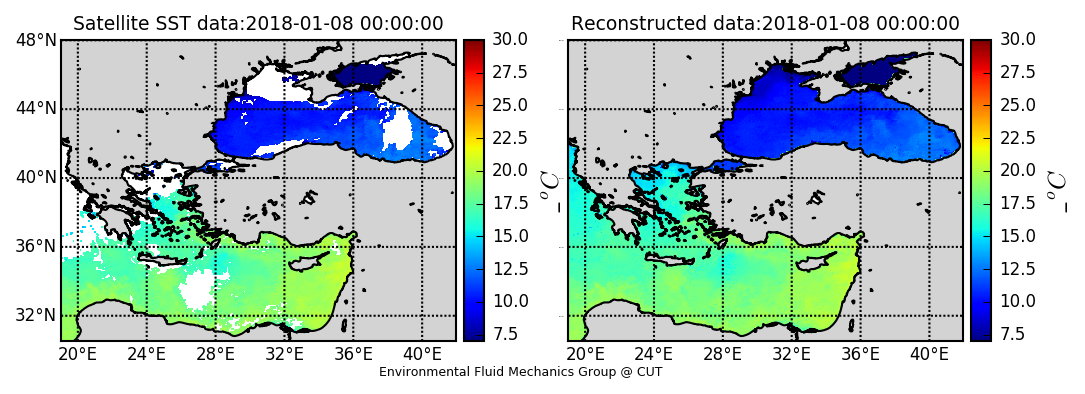 Satellite SST data:2018-01-08 00:00:00
48°N
44°N
40°N
36°N
32°N
20°E 24°E 28°E 32°E 36°E 40°E
30.0
27.5
25.0
22.5
20.0
17.5
15.0
12.5
10.0
7.5
_ °C
Reconstructed data:2018-01-08 00:00:00
20°E 24°E 28°E 32°E 36°E 40°E
30.0
27.5
25.0
22.5
20.0
17.5
15.0
12.5
10.0
7.5
_ °C
Environmental Fluid Mechanics Group @ CUT